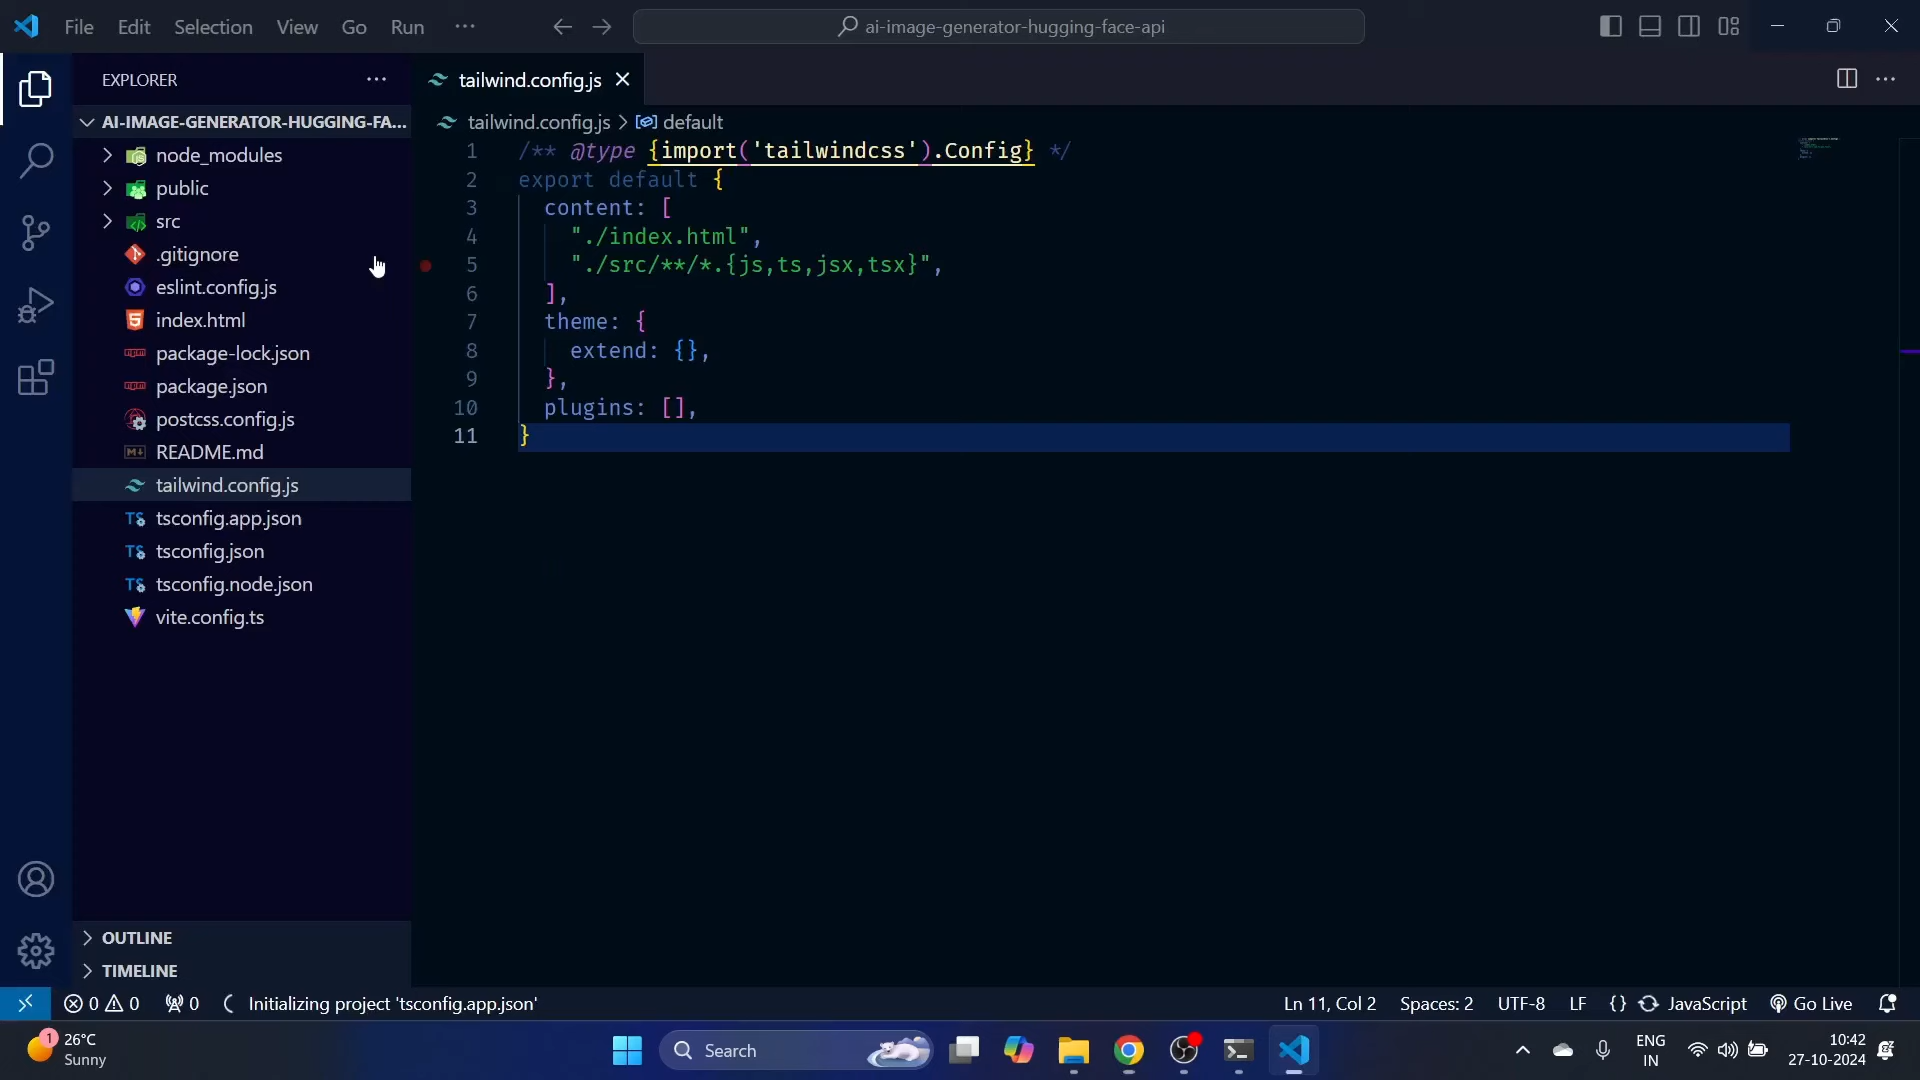 File Edit Selection View Go Run ···
ai-image-generator-hugging-face-api
EXPLORER
AI-IMAGE-GENERATOR-HUGGING-FA...
node_modules
public
src
.gitignore
eslint.config.js
index.html
package-lock.json
package.json
postcss.config.js
README.md
tailwind.config.js
tsconfig.app.json
tsconfig.json
tsconfig.node.json
vite.config.ts
OUTLINE
TIMELINE
tailwind.config.js
tailwind.config.js > default
1 /** @type {import('tailwindcss').Config} */
2 export default {
3 content: [
4 "./index.html",
5 "./src/**/*.{js,ts,jsx,tsx}",
6 ],
7 theme: {
8 extend: {},
9 },
10 plugins: [],
11 }
0 0 0 Initializing project 'tsconfig.app.json'
Ln 11, Col 2 Spaces: 2 UTF-8 LF {} JavaScript Go Live
1 26°C
Sunny
Search
ENG
IN
10:42
27-10-2024